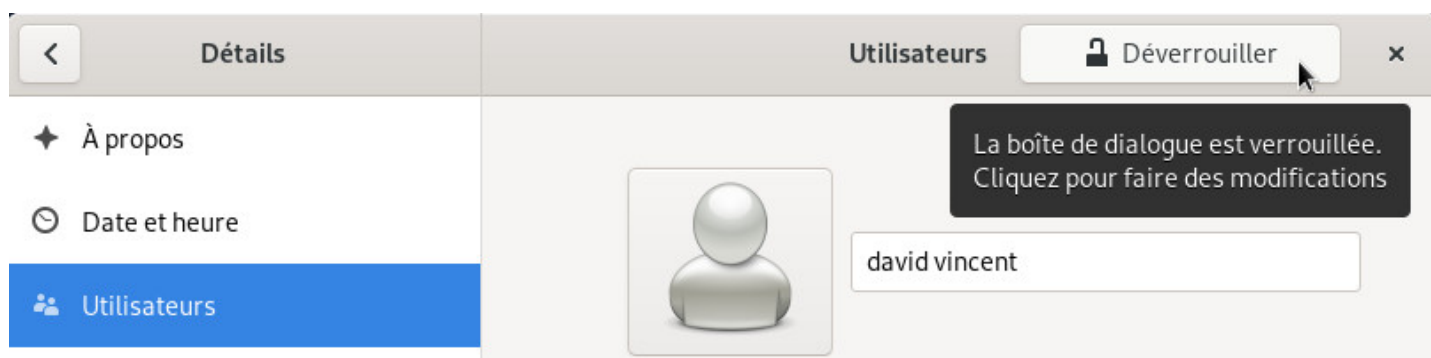 Détails
Utilisateurs
Déverrouiller
À propos
Date et heure
Utilisateurs
La boîte de dialogue est verrouillée.
Cliquez pour faire des modifications
david vincent